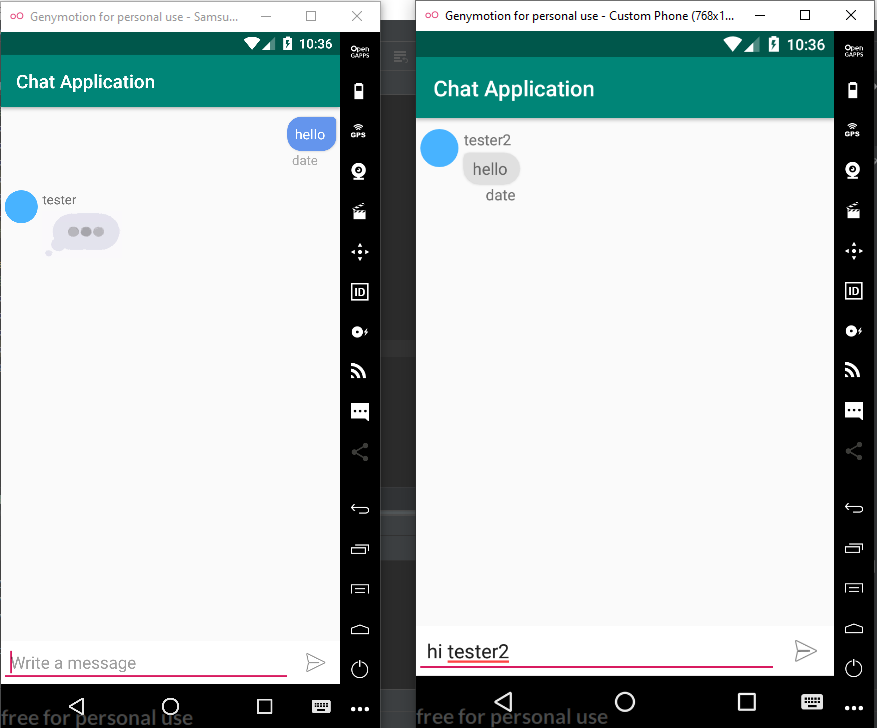 Genymotion for personal use - Samsu...
10:36
Chat Application
hello
date
tester
Write a message
free for personal use
Open
GAPPS
GPS
ID
Genymotion for personal use - Custom Phone (768x1...
10:36
Chat Application
tester2
hello
date
hi tester2
free for personal use
Open
GAPPS
GPS
ID